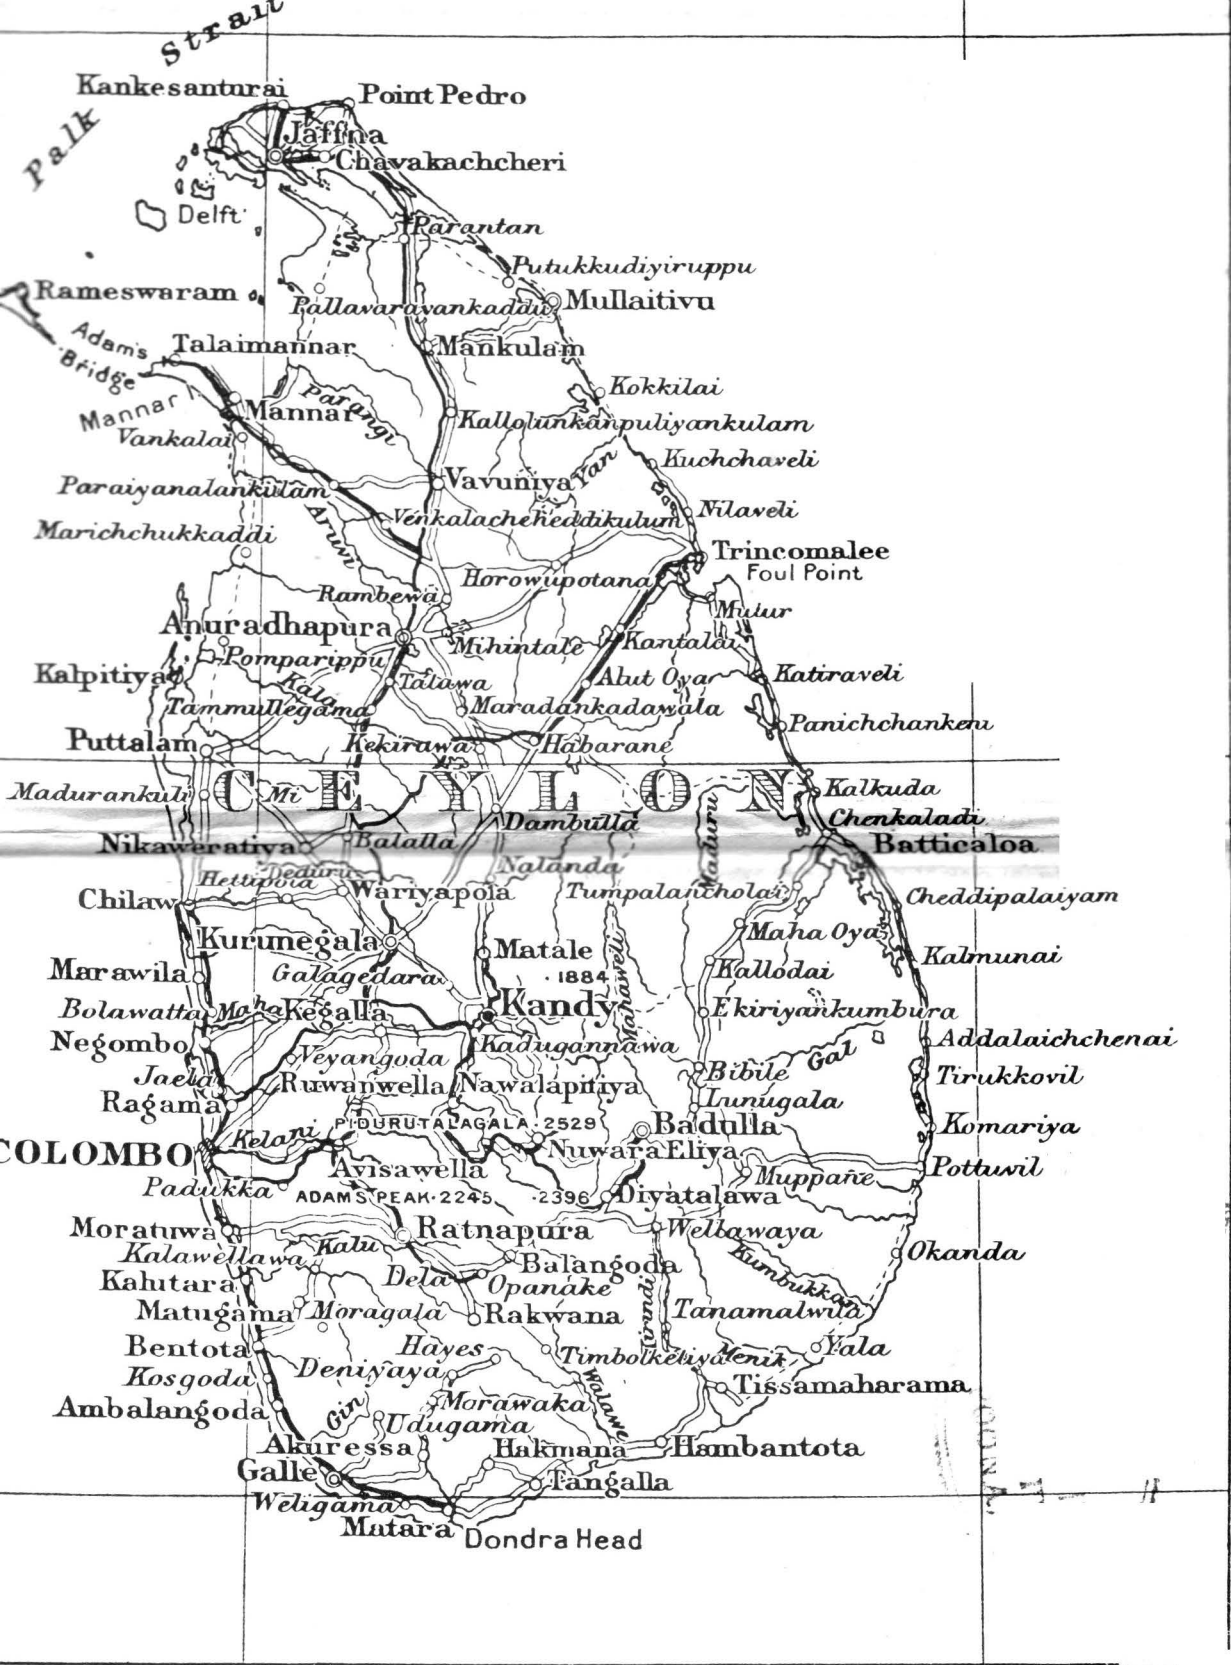 Palk Strait
Kankesanturai
Point Pedro
Jaffna
Chavakachcheri
Delft
Parantan
Putukkudiyiruppu
Rameswaram
Pallavaravankaddu
Mullaitivu
Adam's Bridge
Talaimannar
Mankulam
Mannar I.
Mannar
Parangi
Kokkilai
Vankalai
Kallolunkanpuliyankulam
Kuchchaveli
Yan
Paraiyanalankulam
Vavuniya
Aruvi
Venkalacheheddikulum
Nilaveli
Marichchukkaddi
Trincomalee
Foul Point
Horowupotana
Rambewa
Mutur
Anuradhapura
Mihintale
Kantalai
Pomparippu
Kalpitiya
Kala
Talawa
Alut Oya
Katiraveli
Tammullegama
Maradankadawala
Panichchankeni
Puttalam
Kekirawa
Habarane
CEYLON
Madurankuli
Mi
Kalkuda
Maduru
Dambulla
Chenkaladi
Nikaweratiya
Balalla
Batticaloa
Nalanda
Hettipola
Deduru
Wariyapola
Tumpalancholai
Chilaw
Cheddipalaiyam
Kurunegala
Matale
Maha Oya
Marawila
Galagedara
1884
Mahaweli
Kallodai
Kalmunai
Bolawatta
Maha
Kegalla
Kandy
Ekiriyankumbura
Negombo
Veyangoda
Kadugannawa
Gal
Addalaichchenai
Jaela
Ruwanwella
Nawalapitiya
Bibile
Tirukkovil
Ragama
Lunugala
PIDURUTALAGALA 2529
Badulla
Komariya
COLOMBO
Kelani
Avisawella
Nuwara Eliya
Pottuvil
Padukka
ADAM'S PEAK 2245
2396
Diyatalawa
Muppane
Moratuwa
Ratnapura
Wellawaya
Kalawellawa
Kalu
Balangoda
Kumbukkan
Okanda
Kalutara
Dela
Opanake
Matugama
Moragala
Rakwana
Kirindi
Tanamalwila
Bentota
Hayes
Timbolketiya
Menik
Yala
Kosgoda
Deniyaya
Walawe
Tissamaharama
Ambalangoda
Gin
Morawaka
Udugama
Akuressa
Hakmana
Hambantota
Galle
Tangalla
Weligama
Matara
Dondra Head